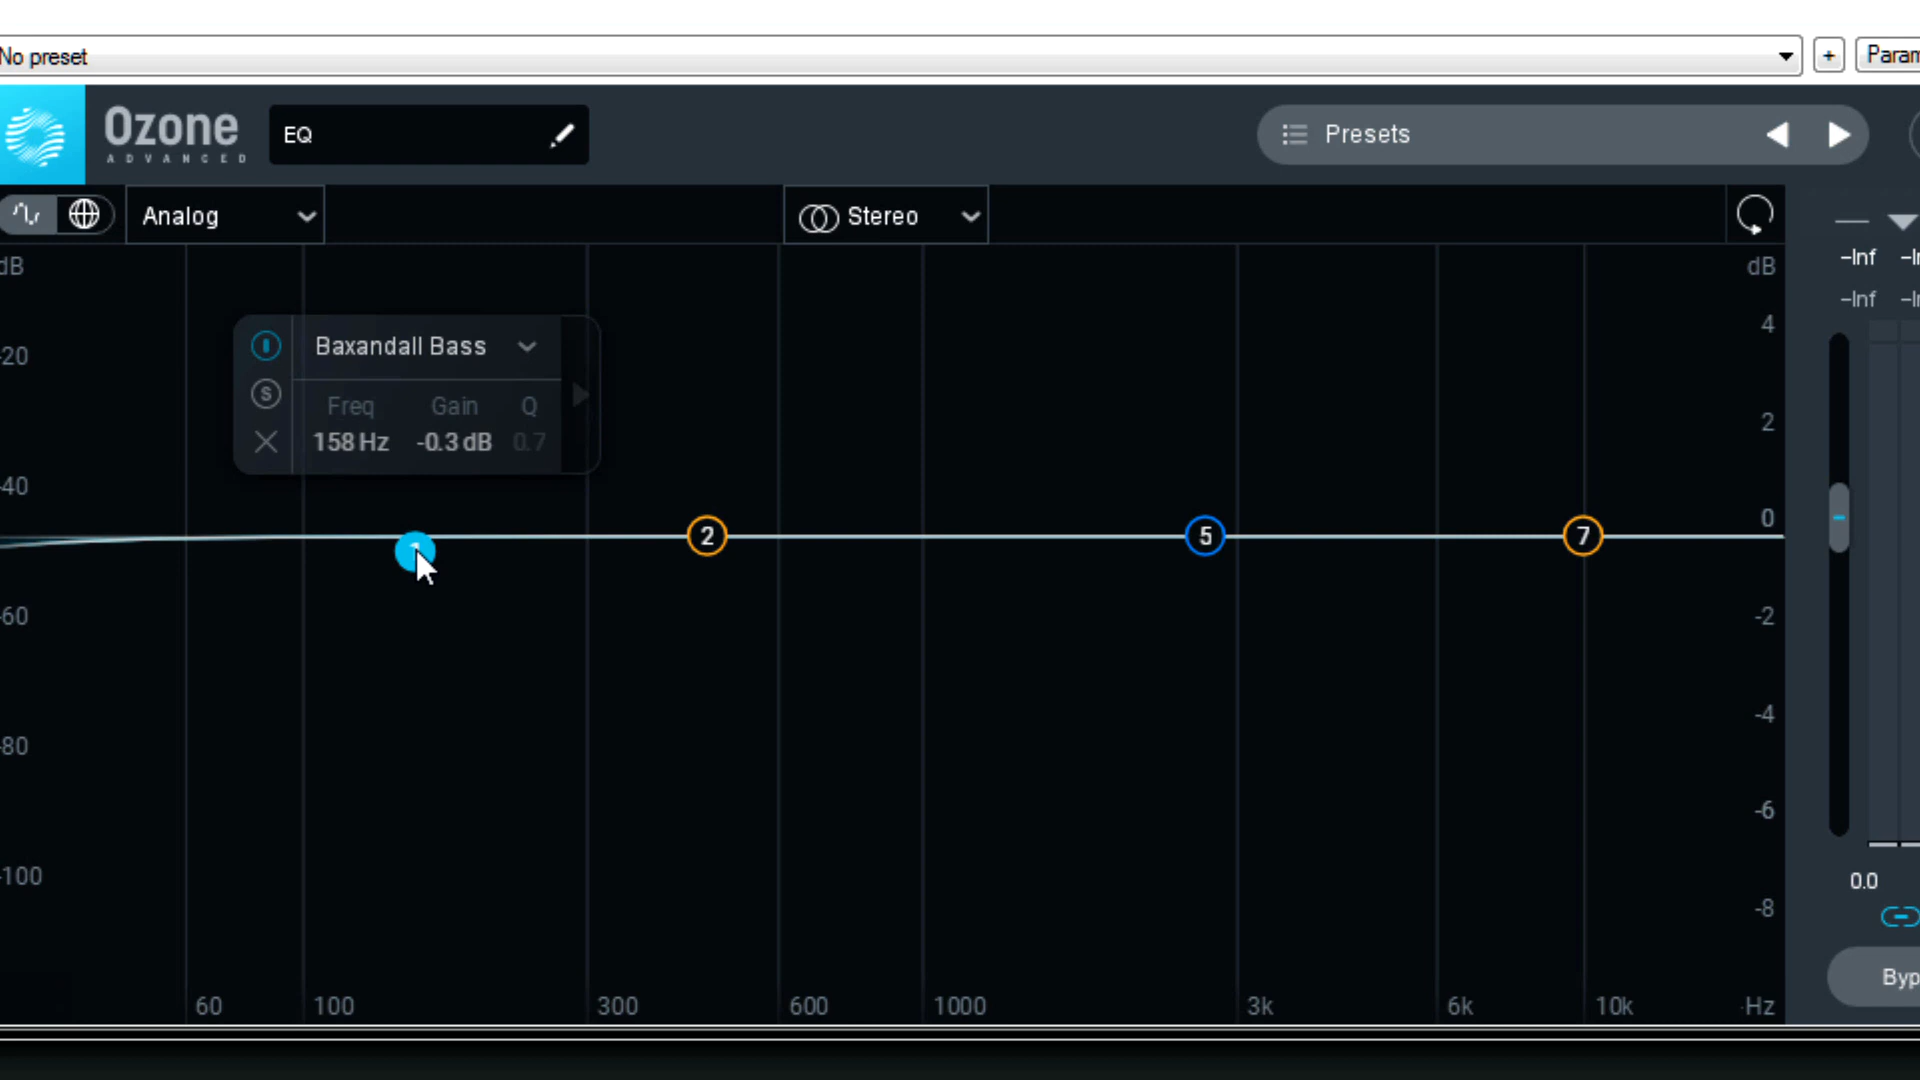 No preset
+
Param
Ozone
ADVANCED
EQ
Presets
Analog
Stereo
dB
dB
-Inf
-Inf
4
Baxandall Bass
-20
S
Freq Gain Q
158 Hz -0.3 dB 0.7
2
-40
2
5
7
0
-60
-2
-4
-80
-6
-100
0.0
-8
Byp
60
100
300
600
1000
3k
6k
10k
Hz